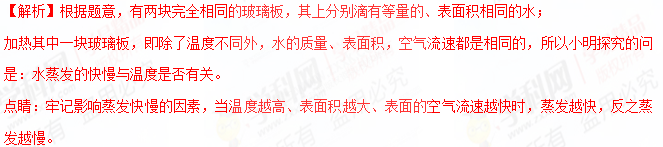 【解析】根据题意，有两块完全相同的玻璃板，其上分别滴有等量的、表面积相同的水；
加热其中一块玻璃板，即除了温度不同外，水的质量、表面积，空气流速都是相同的，所以小明探究的问
是：水蒸发的快慢与温度是否有关。
点睛：牢记影响蒸发快慢的因素，当温度越高、表面积越大、表面的空气流速越快时，蒸发越快，反之蒸
发越慢。